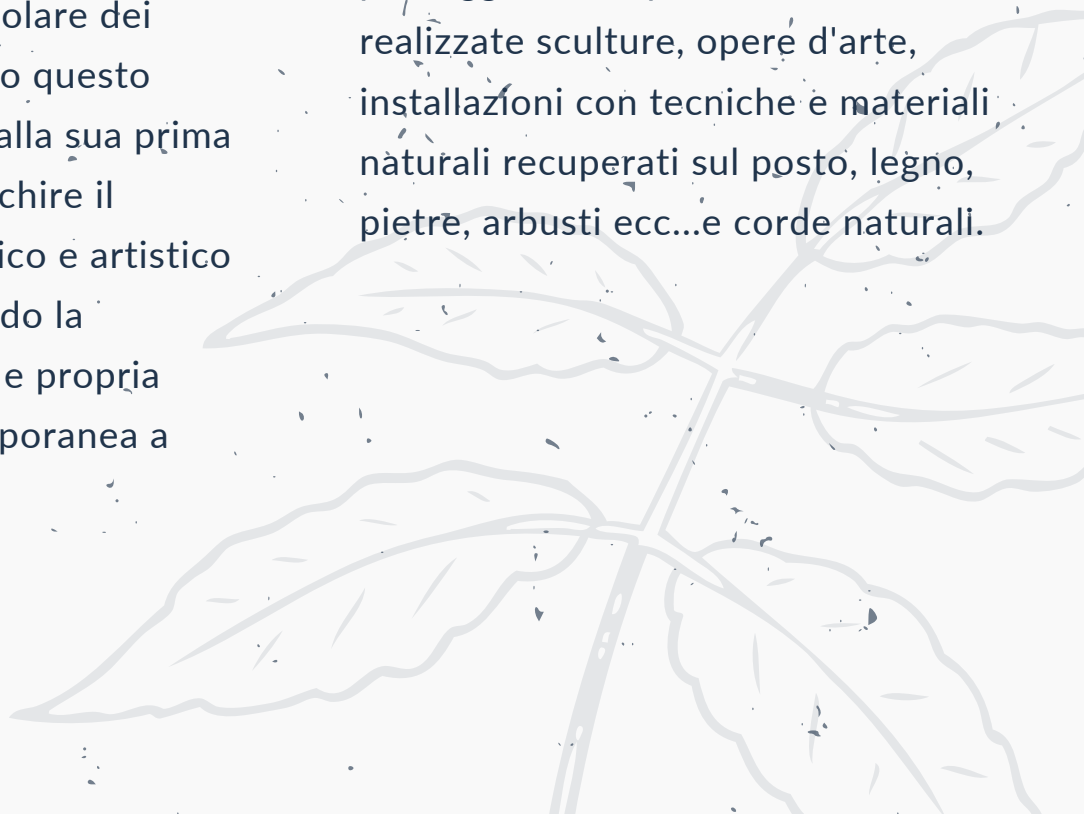 olare dei
o questo
alla sua prima
chire il
ico e artistico
do la
e propria
poranea a
realizzate sculture, opere d'arte,
installazioni con tecniche e materiali
naturali recuperati sul posto, legno,
pietre, arbusti ecc...e corde naturali.